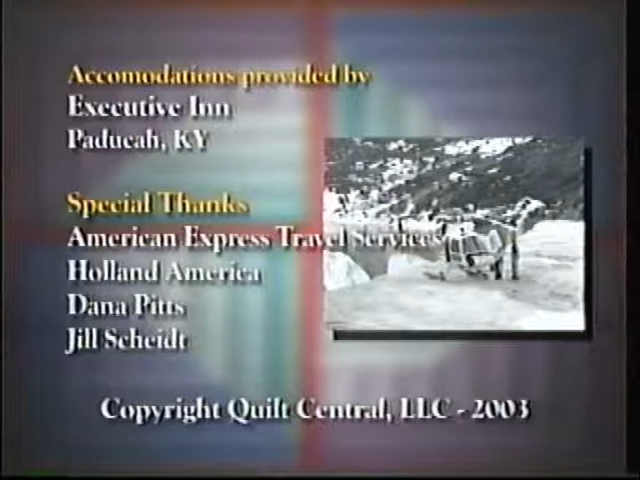 Accomodations provided by
Executive Inn
Paducah, KY
Special Thanks
American Express Travel Services
Holland America
Dana Pitts
Jill Scheidt
Copyright Quilt Central, LLC - 2003